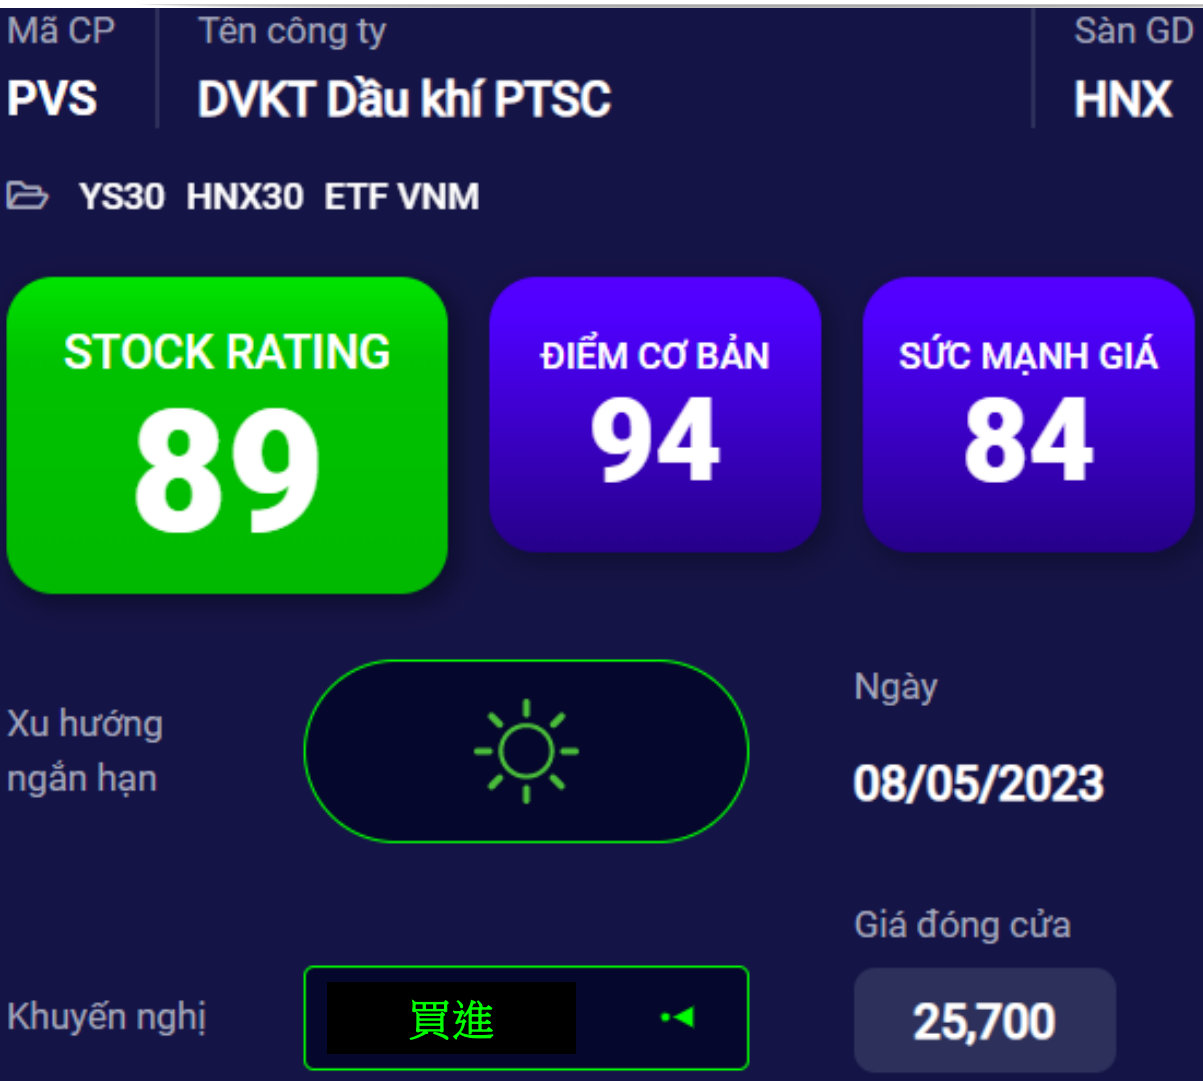 Mã CP Tên công ty Sàn GD
PVS DVKT Dầu khí PTSC HNX
YS30 HNX30 ETF VNM
STOCK RATING
89
ĐIỂM CƠ BẢN
94
SỨC MẠNH GIÁ
84
Xu hướng
ngắn hạn
Ngày
08/05/2023
Khuyến nghị
買進
Giá đóng cửa
25,700